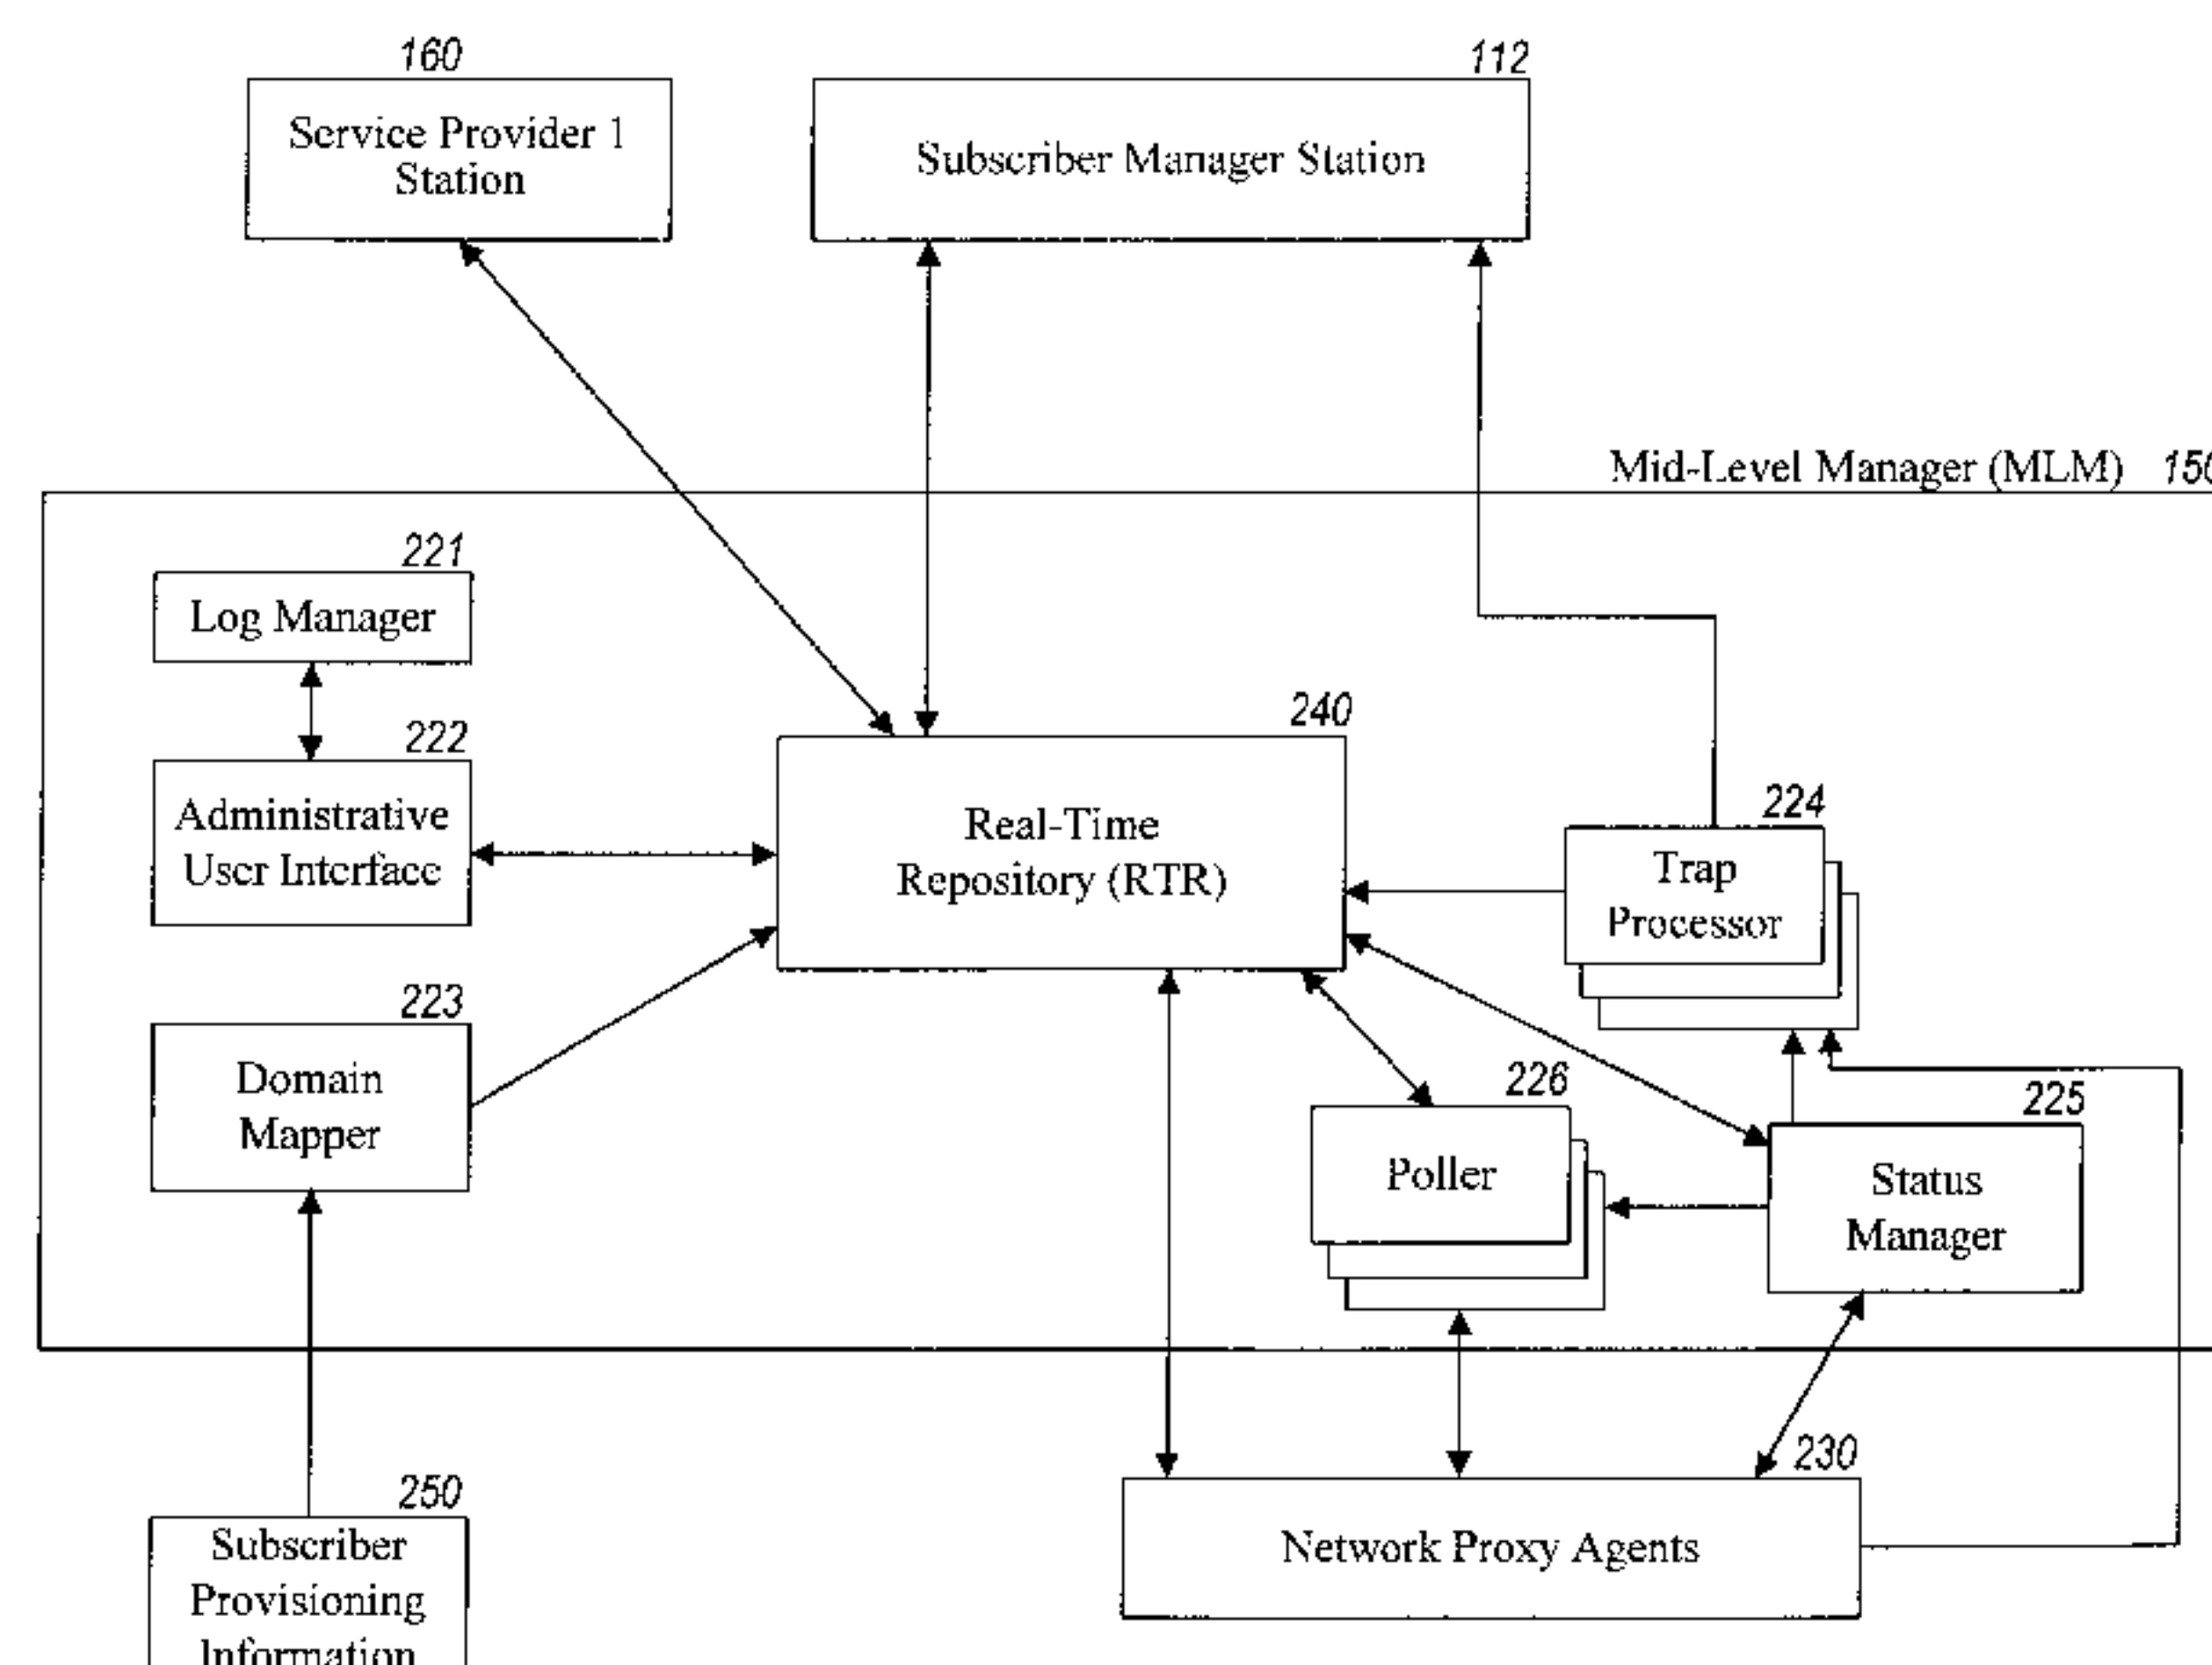 160
Service Provider 1
Station
112
Subscriber Manager Station
Mid-Level Manager (MLM) 150
221
Log Manager
222
Administrative
User Interface
240
Real-Time
Repository (RTR)
224
Trap
Processor
223
Domain
Mapper
226
Poller
225
Status
Manager
230
Network Proxy Agents
250
Subscriber
Provisioning
Information